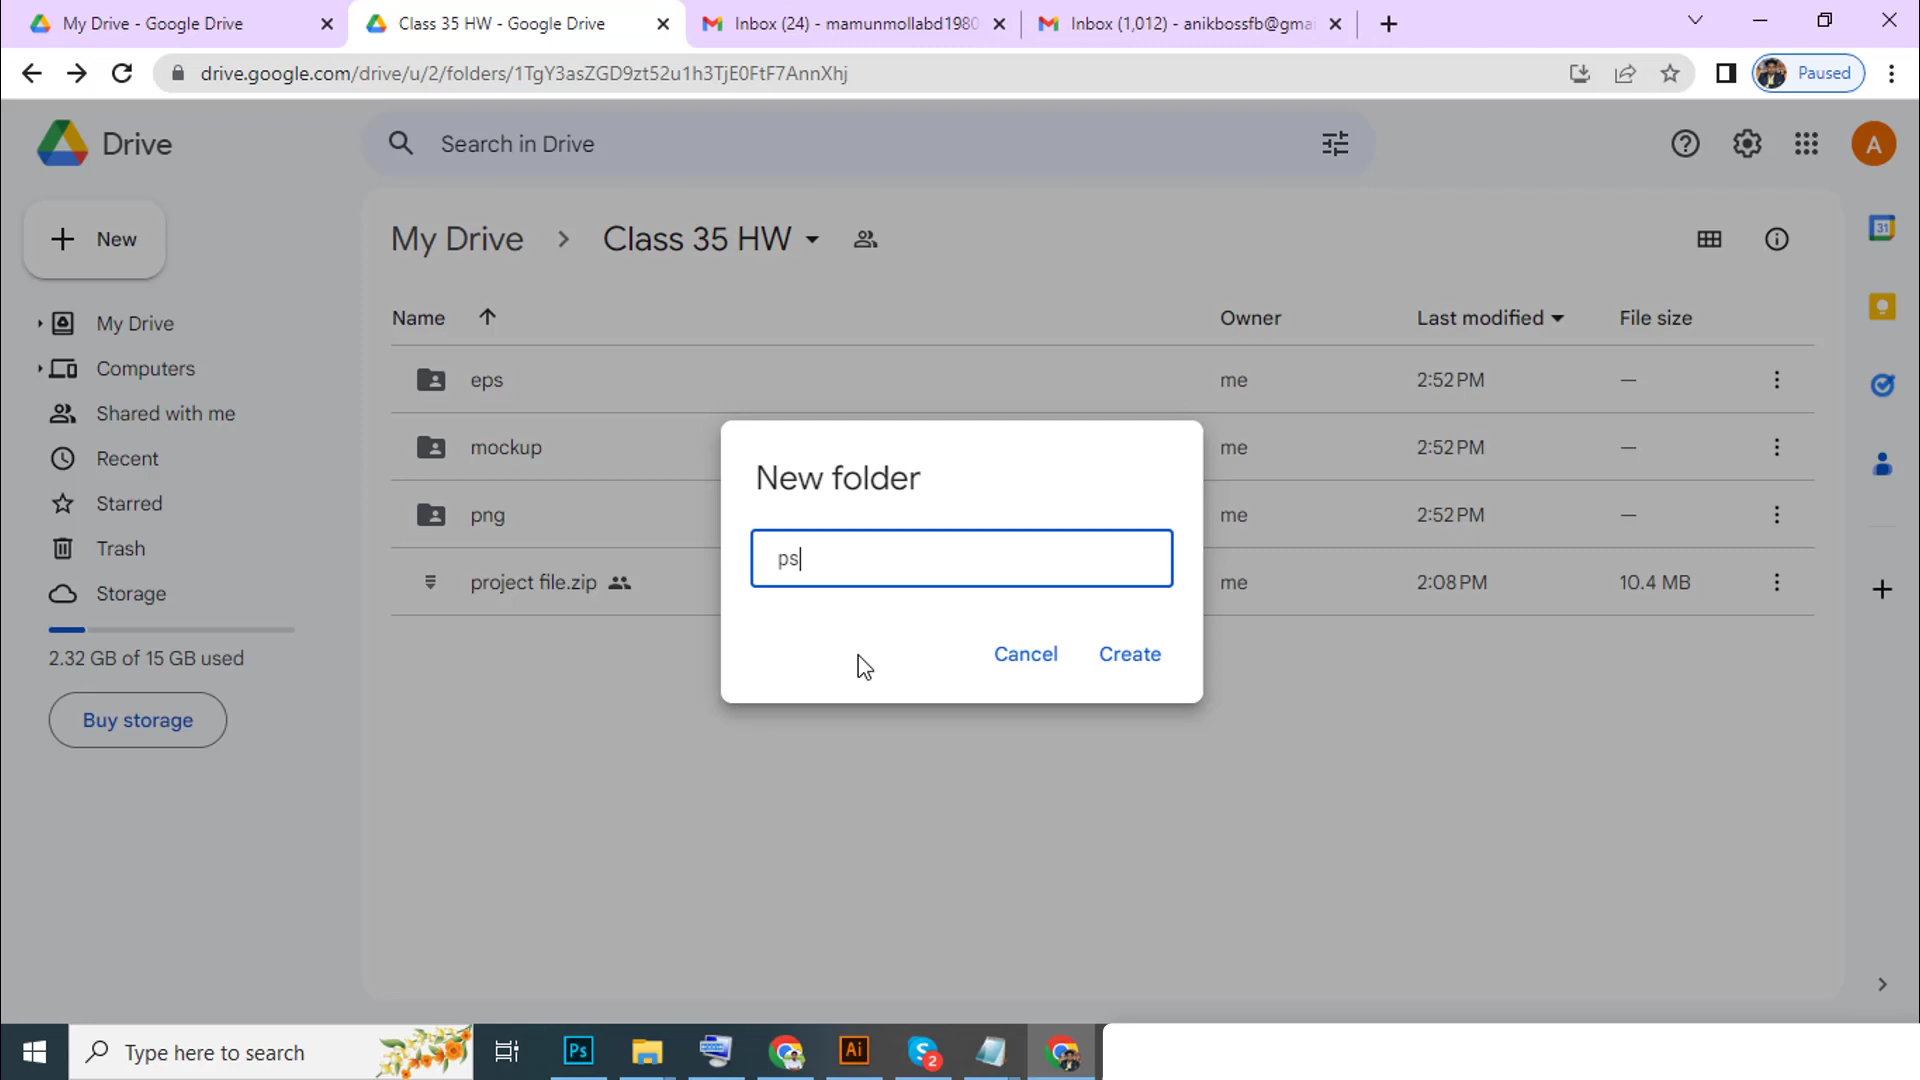 My Drive - Google Drive
Class 35 HW - Google Drive
Inbox (24) - mamunmollabd1980
Inbox (1,012) - anikbossfb@gmai
drive.google.com/drive/u/2/folders/1TgY3asZGD9zt52u1h3TjE0FtF7AnnXhj
Paused
Drive
Search in Drive
A
New
My Drive
Class 35 HW
31
Name
Owner
Last modified
File size
My Drive
Computers
Shared with me
Recent
Starred
Trash
Storage
2.32 GB of 15 GB used
Buy storage
eps
me
2:52 PM
—
mockup
me
2:52 PM
—
png
me
2:52 PM
—
project file.zip
me
2:08 PM
10.4 MB
New folder
ps
Cancel
Create
Type here to search
Ps
Ai
S
2